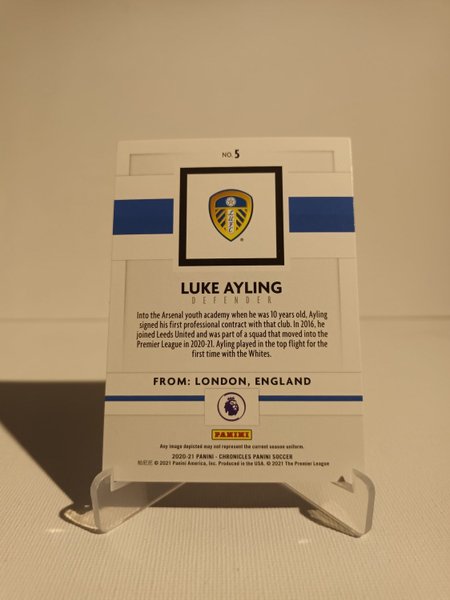 NO. 5
LUKE AYLING
DEFENDER
Into the Arsenal youth academy when he was 10 years old, Ayling
signed his first professional contract with that club. In 2016, he
joined Leeds United and was part of a squad that moved into the
Premier League in 2020-21. Ayling played in the top flight for the
first time with the Whites.
FROM: LONDON, ENGLAND
PANINI
Any image depicted may not represent the current season uniform.
2020-21 PANINI - CHRONICLES PANINI SOCCER
© 2021 Panini America, Inc. Produced in the USA. © 2021 The Premier League